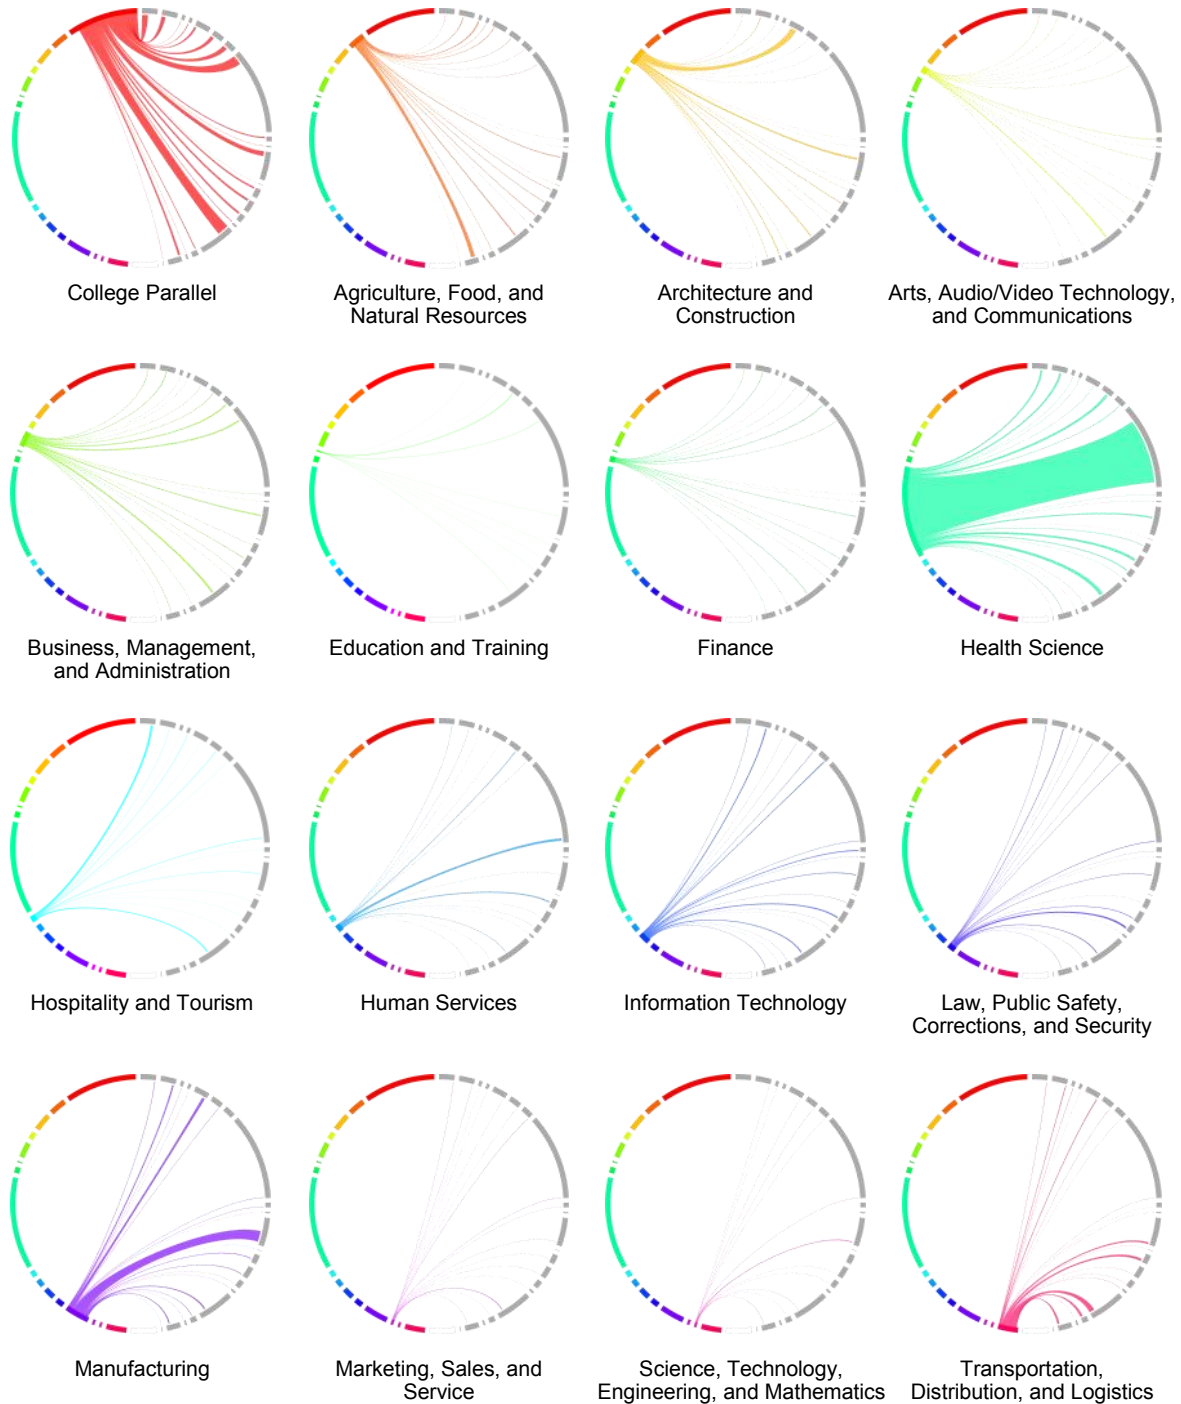 College Parallel
Agriculture, Food, and
Natural Resources
Architecture and
Construction
Arts, Audio/Video Technology,
and Communications
Business, Management,
and Administration
Education and Training
Finance
Health Science
Hospitality and Tourism
Human Services
Information Technology
Law, Public Safety,
Corrections, and Security
Manufacturing
Marketing, Sales, and
Service
Science, Technology,
Engineering, and Mathematics
Transportation,
Distribution, and Logistics